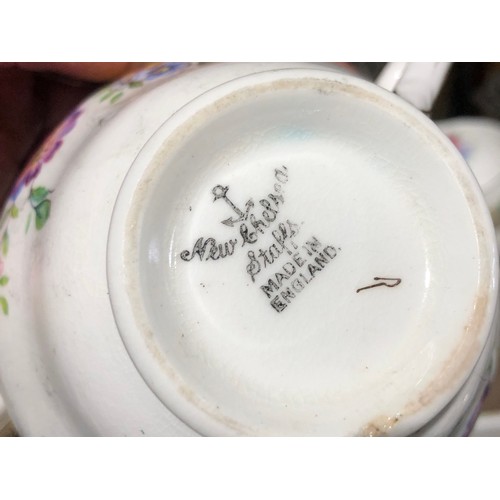 New Chelsea
Staffs
MADE IN
ENGLAND.
P